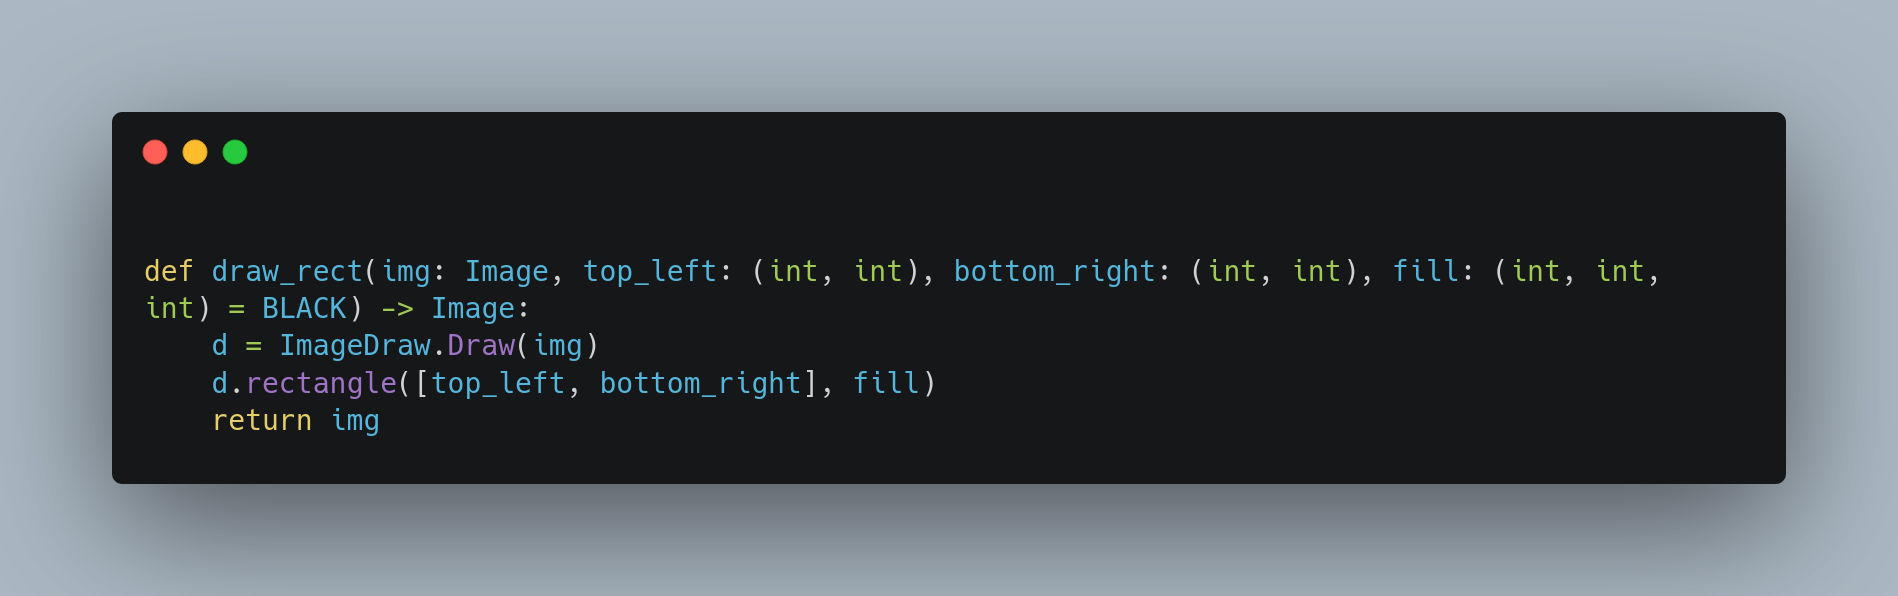 def draw_rect(img: Image, top_left: (int, int), bottom_right: (int, int), fill: (int, int,
int) = BLACK) -> Image:
    d = ImageDraw.Draw(img)
    d.rectangle([top_left, bottom_right], fill)
    return img